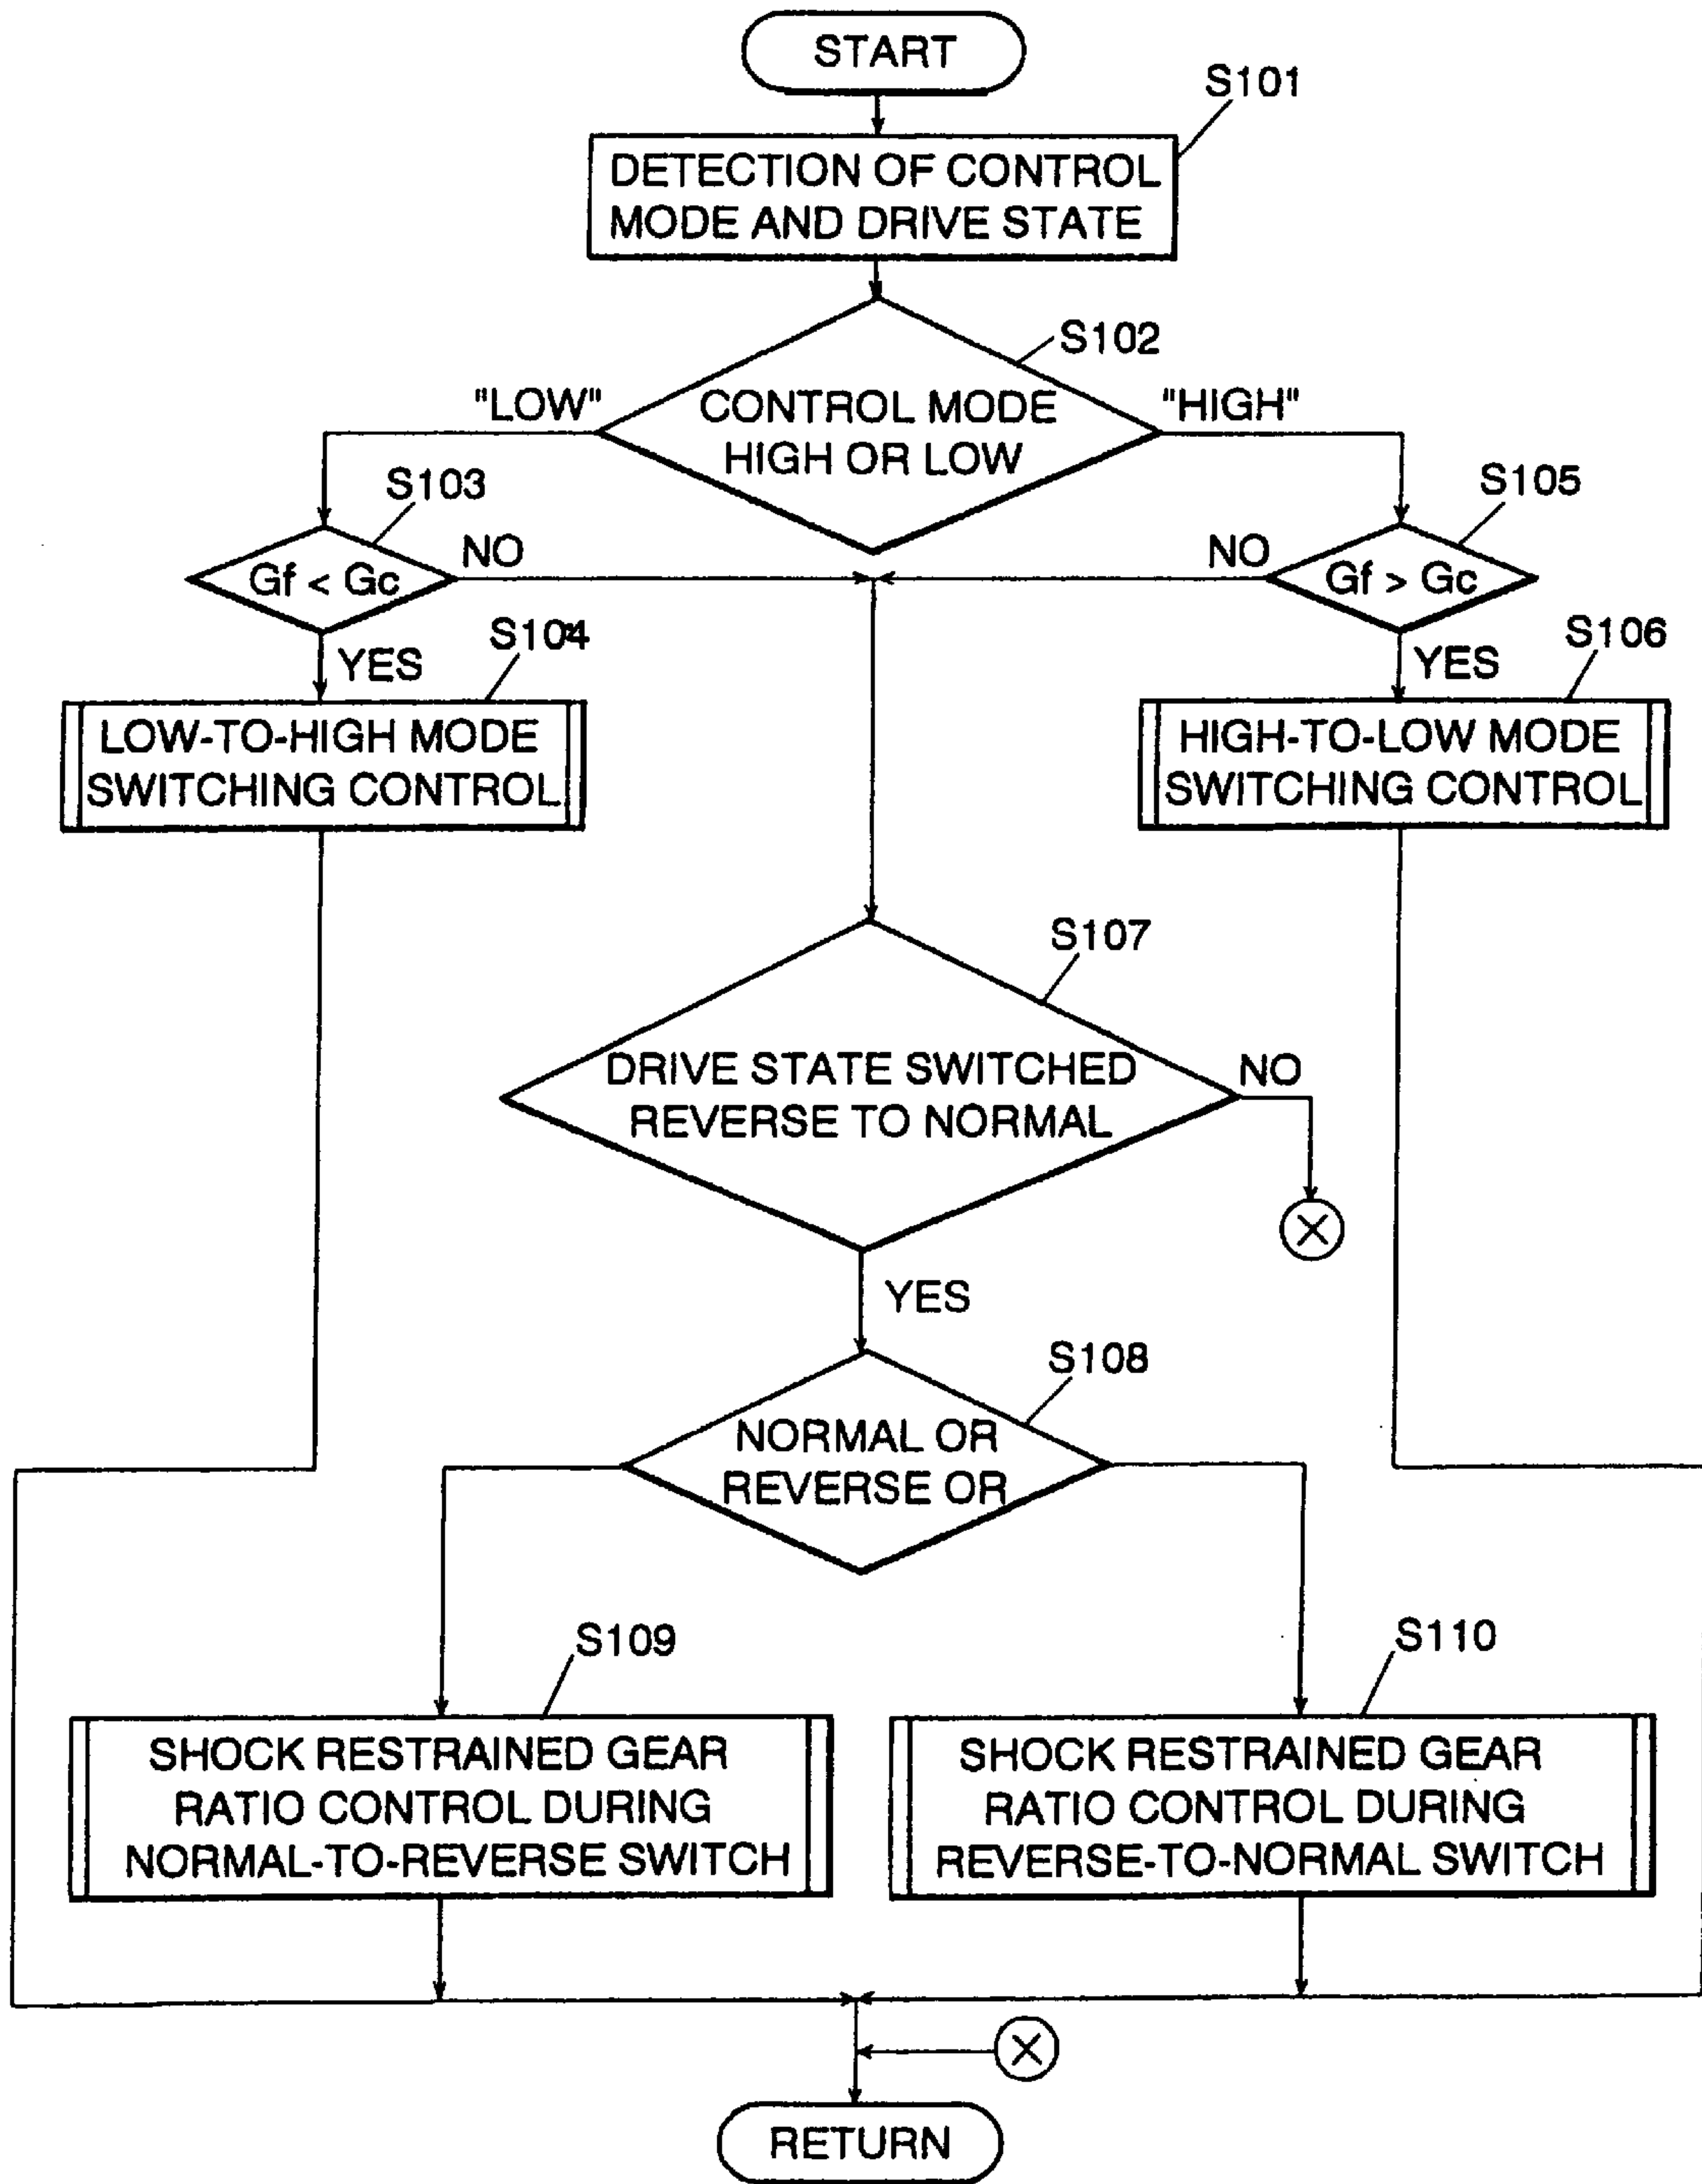 START
S101
DETECTION OF CONTROL
MODE AND DRIVE STATE
S102
"LOW"
CONTROL MODE
HIGH OR LOW
"HIGH"
S103
S105
Gf < Gc
NO
NO
Gf > Gc
S104
YES
S106
YES
LOW-TO-HIGH MODE
SWITCHING CONTROL
HIGH-TO-LOW MODE
SWITCHING CONTROL
S107
DRIVE STATE SWITCHED
REVERSE TO NORMAL
NO
YES
S108
NORMAL OR
REVERSE OR
S109
S110
SHOCK RESTRAINED GEAR
RATIO CONTROL DURING
NORMAL-TO-REVERSE SWITCH
SHOCK RESTRAINED GEAR
RATIO CONTROL DURING
REVERSE-TO-NORMAL SWITCH
RETURN